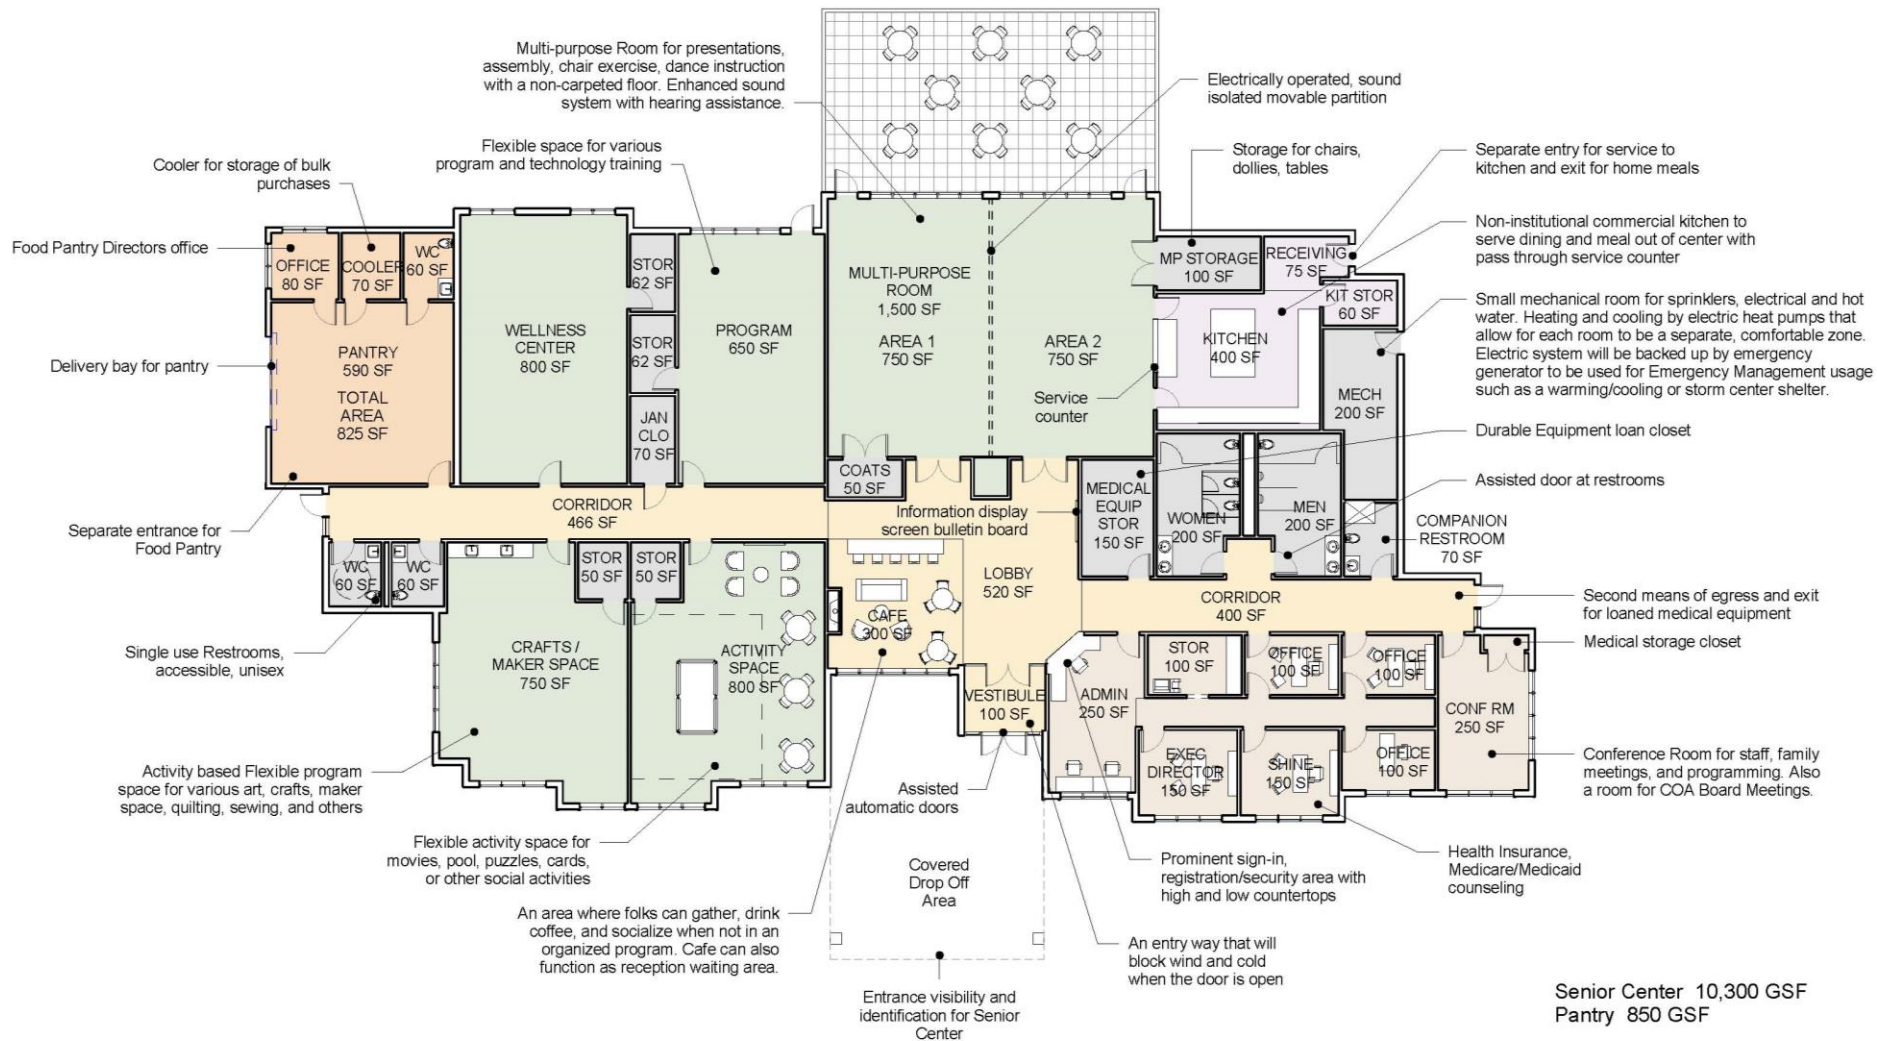 Multi-purpose Room for presentations,
assembly, chair exercise, dance instruction
with a non-carpeted floor. Enhanced sound
system with hearing assistance.
Electrically operated, sound
isolated movable partition
Flexible space for various
program and technology training
Cooler for storage of bulk
purchases
Storage for chairs,
dollies, tables
Separate entry for service to
kitchen and exit for home meals
Food Pantry Directors office
Non-institutional commercial kitchen to
serve dining and meal out of center with
pass through service counter
Small mechanical room for sprinklers, electrical and hot
water. Heating and cooling by electric heat pumps that
allow for each room to be a separate, comfortable zone.
Electric system will be backed up by emergency
generator to be used for Emergency Management usage
such as a warming/cooling or storm center shelter.
Delivery bay for pantry
Durable Equipment loan closet
Assisted door at restrooms
Separate entrance for
Food Pantry
OFFICE
80 SF
COOLER
70 SF
WC
60 SF
PANTRY
590 SF
TOTAL
AREA
825 SF
WELLNESS
CENTER
800 SF
STOR
62 SF
STOR
62 SF
JAN
CLO
70 SF
PROGRAM
650 SF
MULTI-PURPOSE
ROOM
1,500 SF
AREA 1
750 SF
AREA 2
750 SF
MP STORAGE
100 SF
RECEIVING
75 SF
KIT STOR
60 SF
KITCHEN
400 SF
Service
counter
MECH
200 SF
COATS
50 SF
MEDICAL
EQUIP
STOR
150 SF
WOMEN
200 SF
MEN
200 SF
COMPANION
RESTROOM
70 SF
CORRIDOR
466 SF
Information display
screen bulletin board
WC
60 SF
WC
60 SF
STOR
50 SF
STOR
50 SF
CRAFTS /
MAKER SPACE
750 SF
ACTIVITY
SPACE
800 SF
CAFE
300 SF
LOBBY
520 SF
CORRIDOR
400 SF
VESTIBULE
100 SF
ADMIN
250 SF
STOR
100 SF
OFFICE
100 SF
OFFICE
100 SF
CONF RM
250 SF
EXEC
DIRECTOR
150 SF
SHINE
150 SF
OFFICE
100 SF
Second means of egress and exit
for loaned medical equipment
Medical storage closet
Single use Restrooms,
accessible, unisex
Activity based Flexible program
space for various art, crafts, maker
space, quilting, sewing, and others
Conference Room for staff, family
meetings, and programming. Also
a room for COA Board Meetings.
Assisted
automatic doors
Flexible activity space for
movies, pool, puzzles, cards,
or other social activities
Covered
Drop Off
Area
Prominent sign-in,
registration/security area with
high and low countertops
Health Insurance,
Medicare/Medicaid
counseling
An area where folks can gather, drink
coffee, and socialize when not in an
organized program. Cafe can also
function as reception waiting area.
An entry way that will
block wind and cold
when the door is open
Entrance visibility and
identification for Senior
Center
Senior Center 10,300 GSF
Pantry 850 GSF